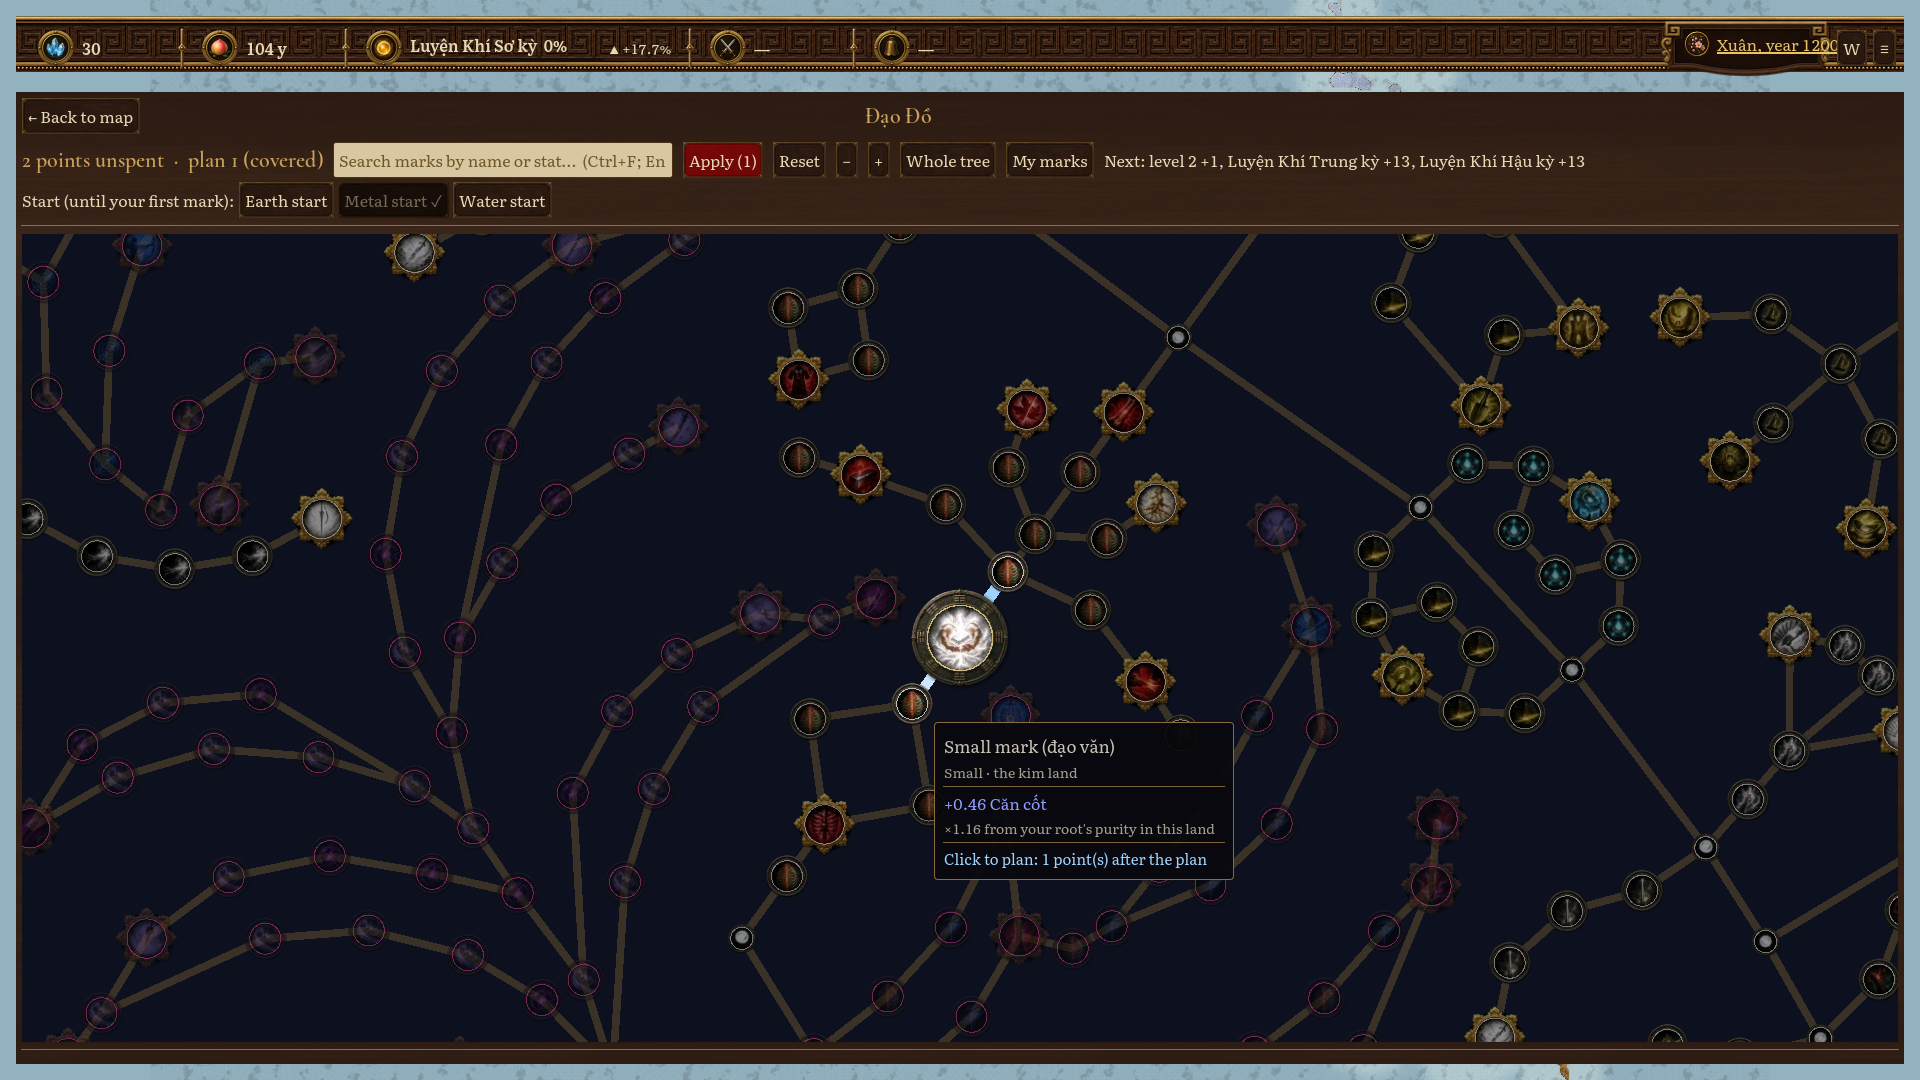 30
104 y
Luyện Khí Sơ kỳ 0%
▲ +17.7%
—
—
Xuân, year 1200
W
≡
← Back to map
Đạo Đồ
2 points unspent · plan 1 (covered)
Search marks by name or stat… (Ctrl+F; En
Apply (1)
Reset
−
+
Whole tree
My marks
Next: level 2 +1, Luyện Khí Trung kỳ +13, Luyện Khí Hậu kỳ +13
Start (until your first mark):
Earth start
Metal start ✓
Water start
Small mark (đạo văn)
Small · the kim land
+0.46 Căn cốt
×1.16 from your root's purity in this land
Click to plan: 1 point(s) after the plan